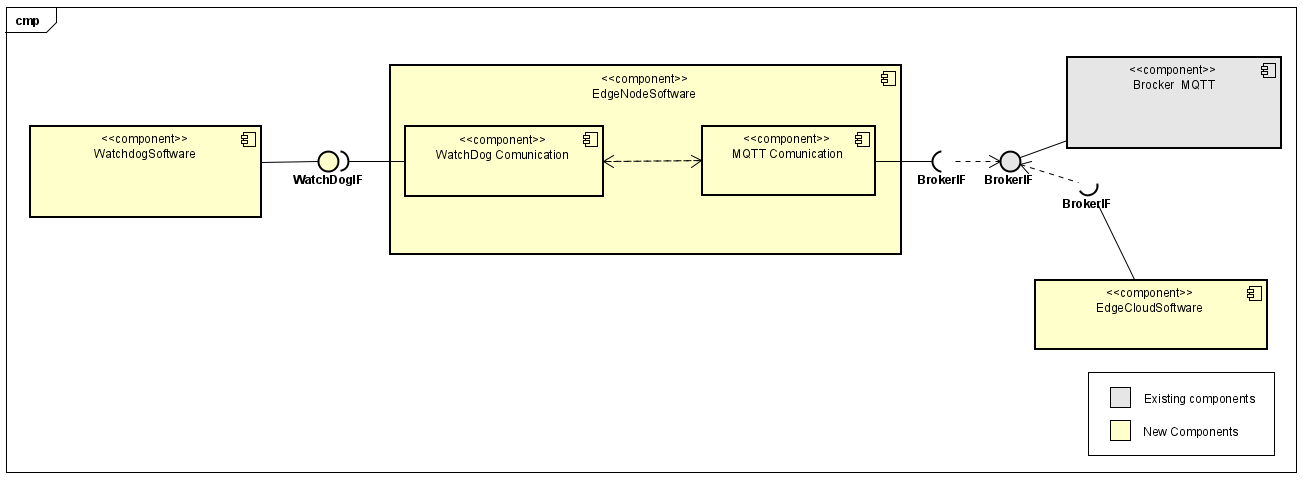 cmp
<<component>>
EdgeNodeSoftware
<<component>>
Brocker  MQTT
<<component>>
WatchdogSoftware
WatchDogIF
<<component>>
WatchDog Comunication
<<component>>
MQTT Comunication
BrokerIF
BrokerIF
BrokerIF
<<component>>
EdgeCloudSoftware
Existing components
New Components